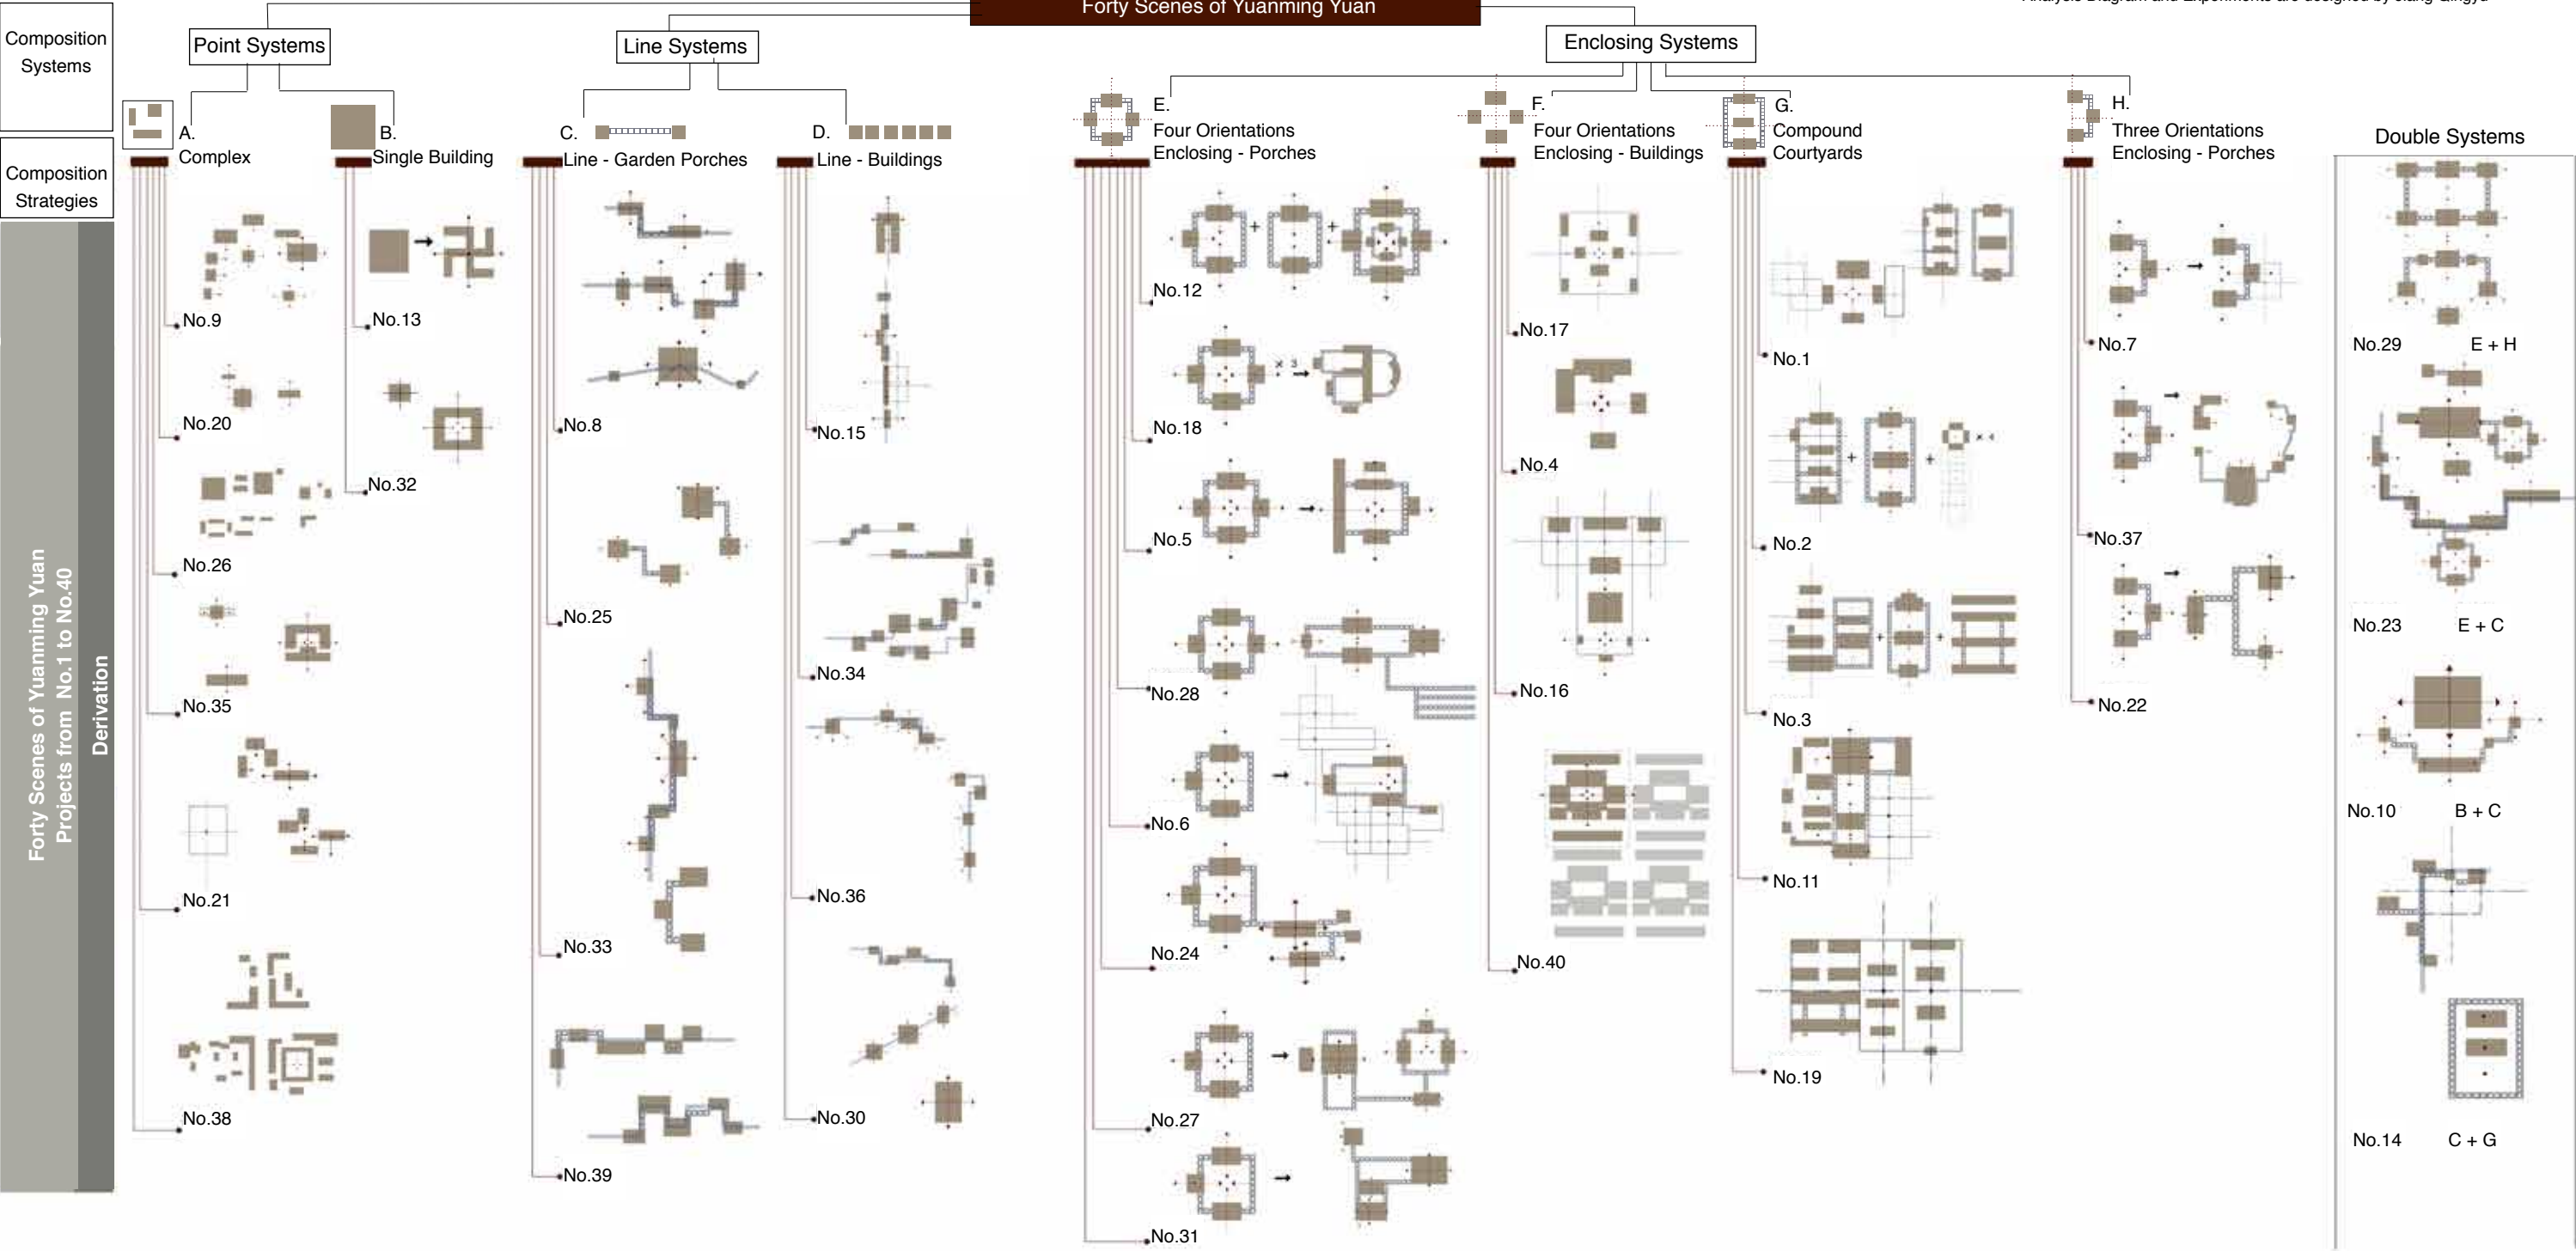 Forty Scenes of Yuanming Yuan
Composition
Systems
Point Systems
Line Systems
Enclosing Systems
A.
Complex
B.
Single Building
C.
Line - Garden Porches
D.
Line - Buildings
E.
Four Orientations
Enclosing - Porches
F.
Four Orientations
Enclosing - Buildings
G.
Compound
Courtyards
H.
Three Orientations
Enclosing - Porches
Double Systems
Composition
Strategies
Forty Scenes of Yuanming Yuan
Projects from No.1 to No.40
Derivation
No.9
No.20
No.26
No.35
No.21
No.38
No.13
No.32
No.8
No.25
No.33
No.39
No.15
No.34
No.36
No.30
+
+
No.12
× 3
No.18
No.5
No.28
No.6
No.24
No.27
No.31
No.17
No.4
No.16
No.40
No.1
+
+
× 4
No.2
+
+
No.3
No.11
No.19
No.7
No.37
No.22
No.29 E + H
No.23 E + C
No.10 B + C
No.14 C + G